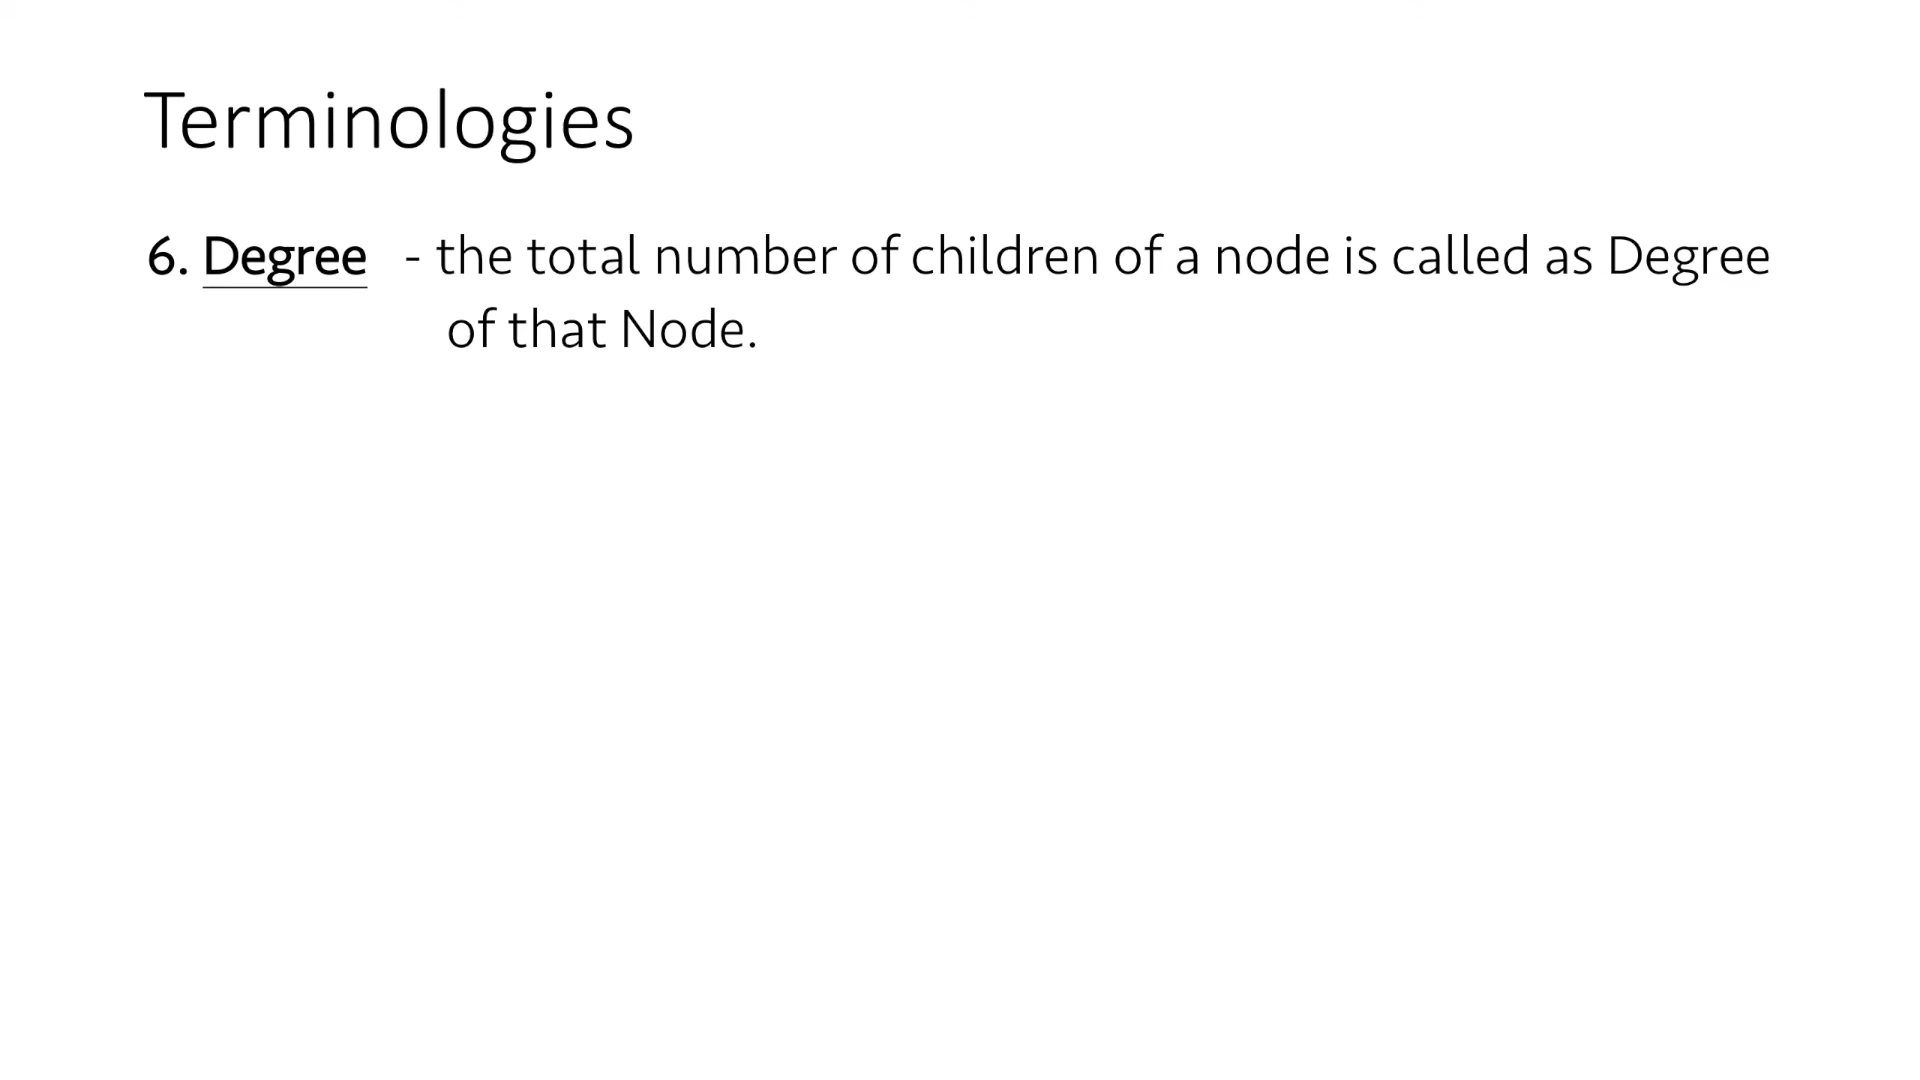 Terminologies
6. Degree - the total number of children of a node is called as Degree
of that Node.